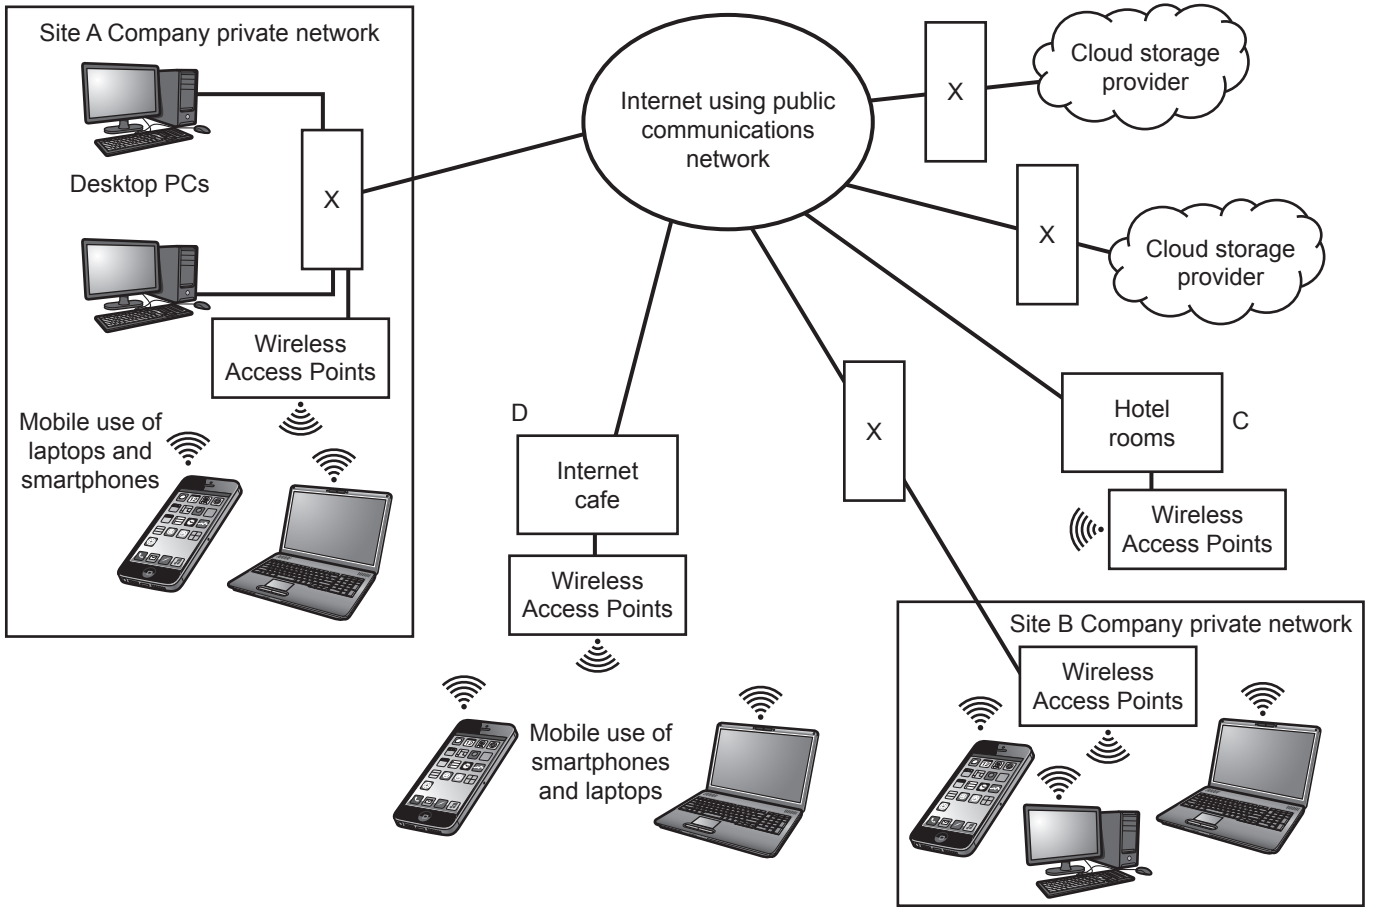 Site A Company private network
Desktop PCs
X
Wireless
Access Points
Mobile use of
laptops and
smartphones
Internet using public
communications
network
X
Cloud storage
provider
X
Cloud storage
provider
D
Internet
cafe
Wireless
Access Points
Mobile use of
smartphones
and laptops
X
Hotel
rooms
C
Wireless
Access Points
Site B Company private network
Wireless
Access Points